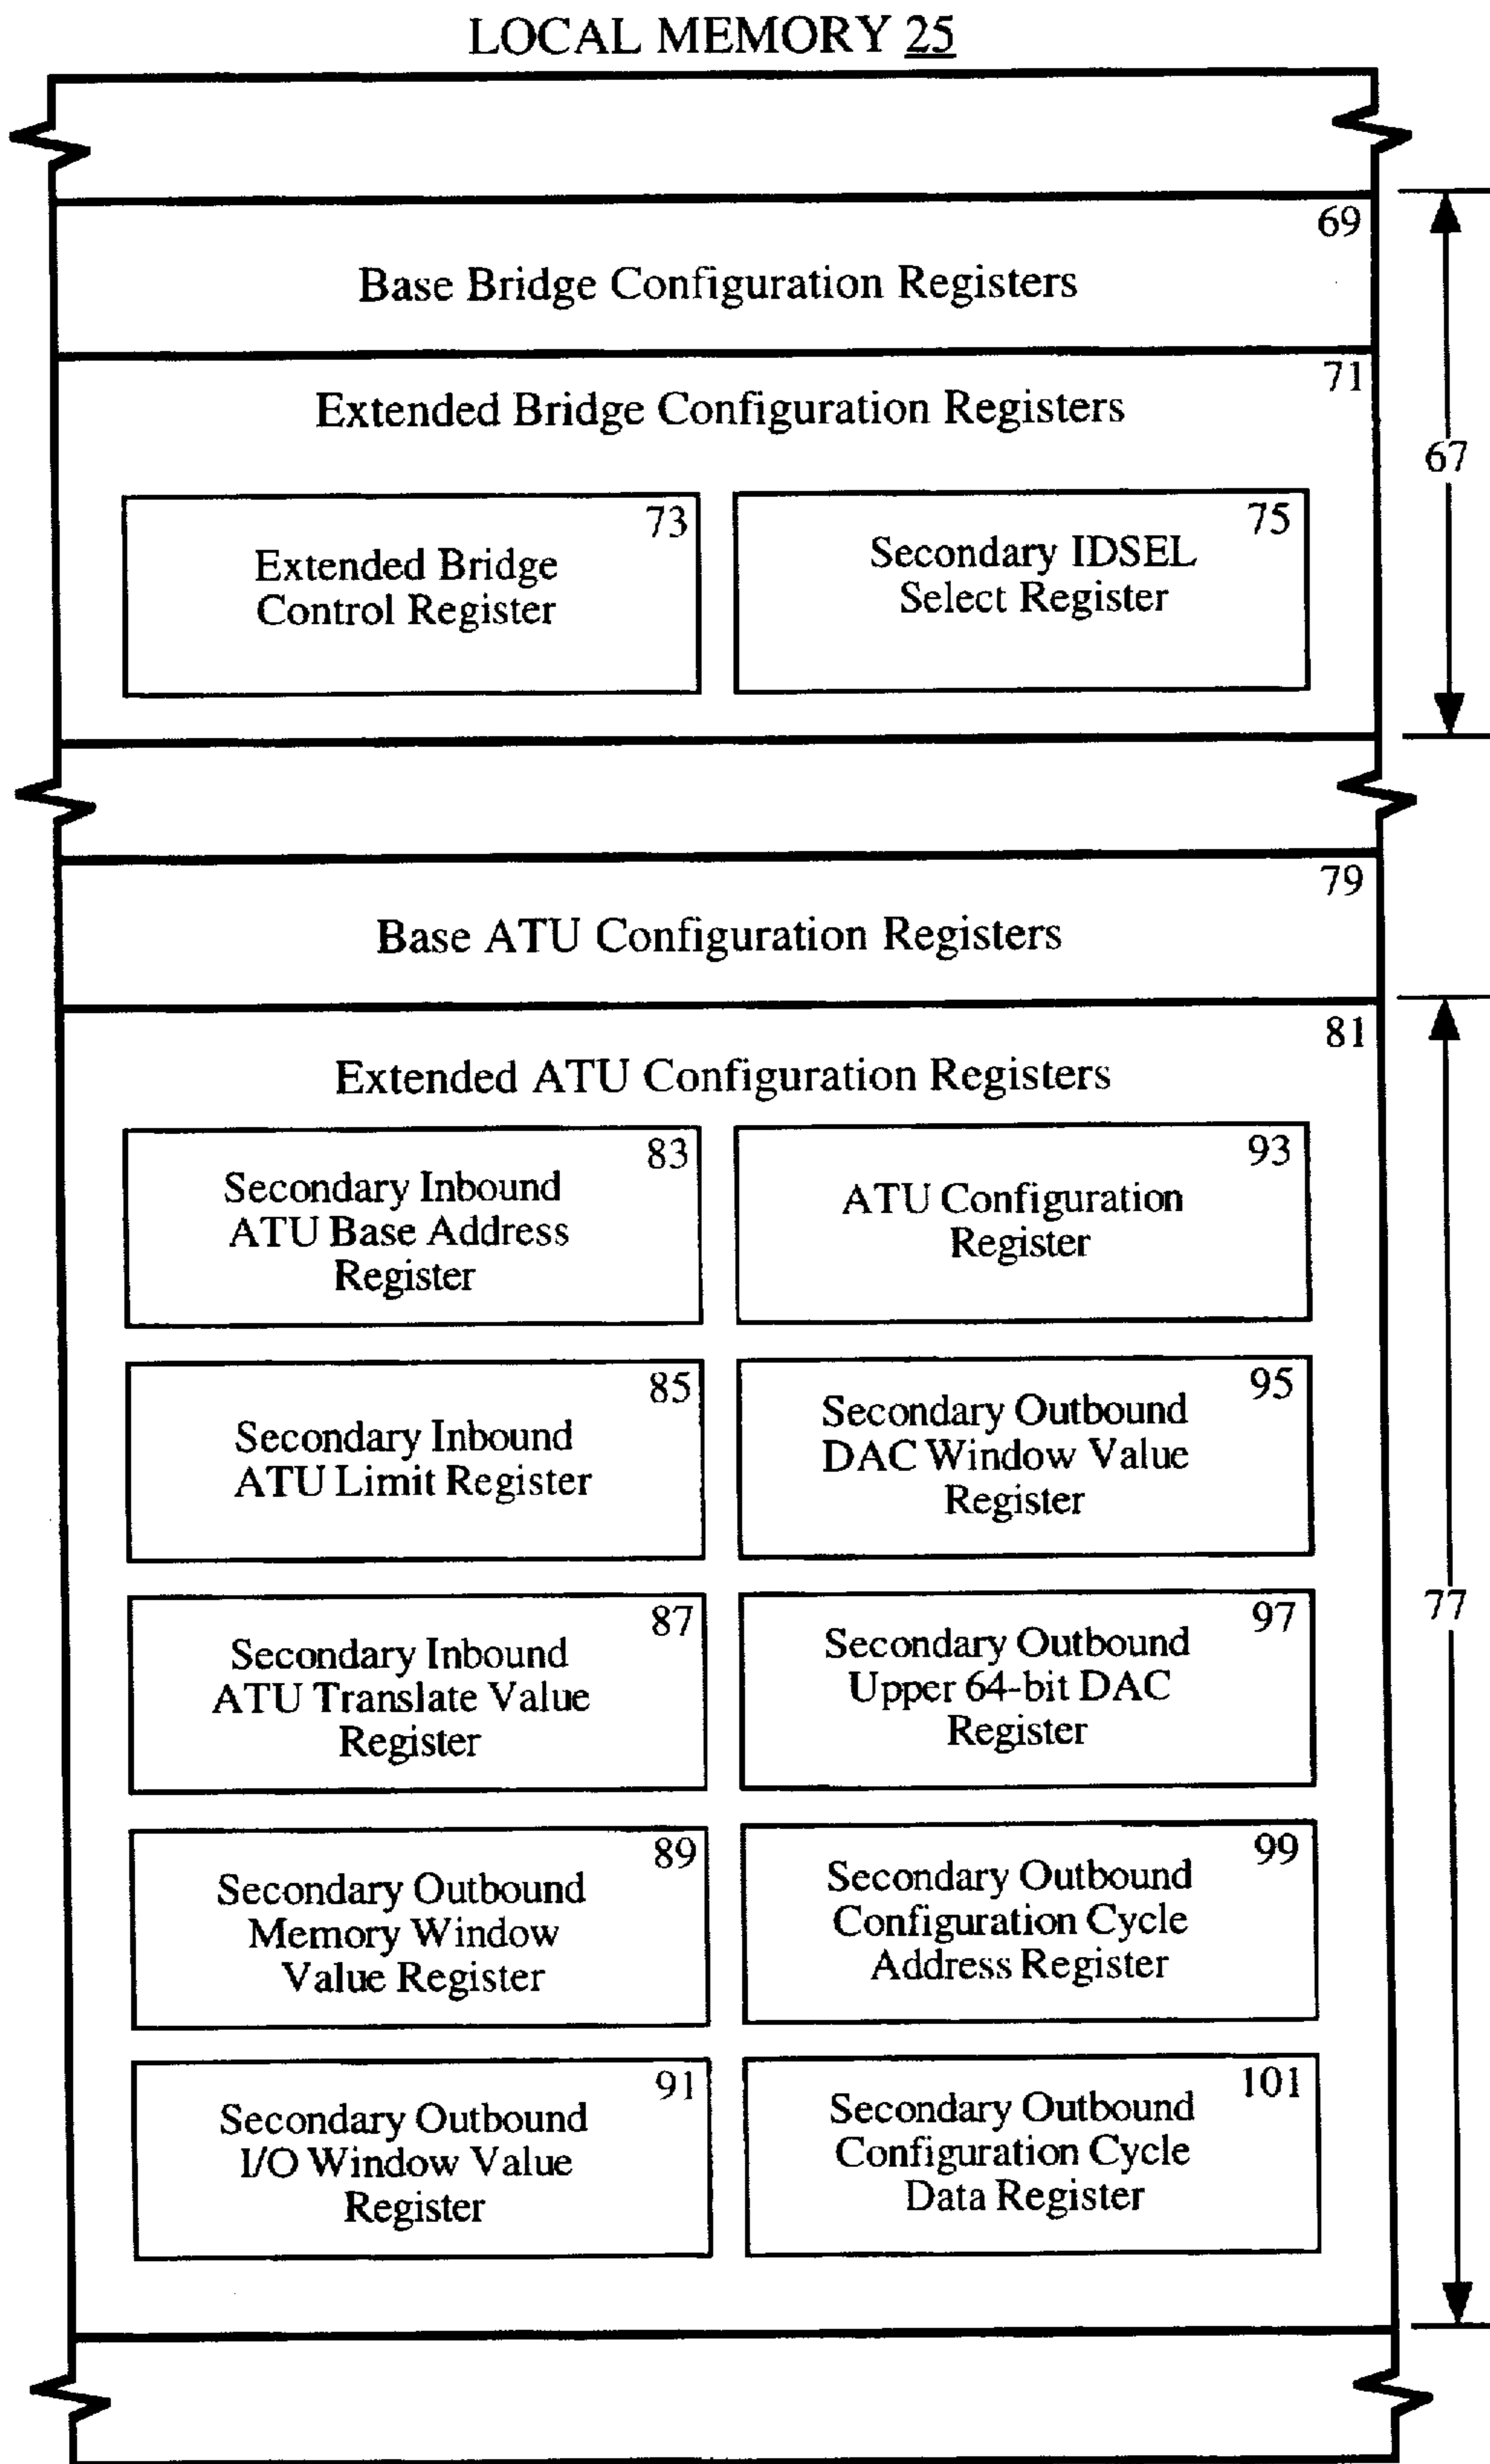 LOCAL MEMORY 25
69
Base Bridge Configuration Registers
71
Extended Bridge Configuration Registers
67
73
Extended Bridge
Control Register
75
Secondary IDSEL
Select Register
79
Base ATU Configuration Registers
81
Extended ATU Configuration Registers
83
Secondary Inbound
ATU Base Address
Register
93
ATU Configuration
Register
85
Secondary Inbound
ATU Limit Register
95
Secondary Outbound
DAC Window Value
Register
77
87
Secondary Inbound
ATU Translate Value
Register
97
Secondary Outbound
Upper 64-bit DAC
Register
89
Secondary Outbound
Memory Window
Value Register
99
Secondary Outbound
Configuration Cycle
Address Register
91
Secondary Outbound
I/O Window Value
Register
101
Secondary Outbound
Configuration Cycle
Data Register